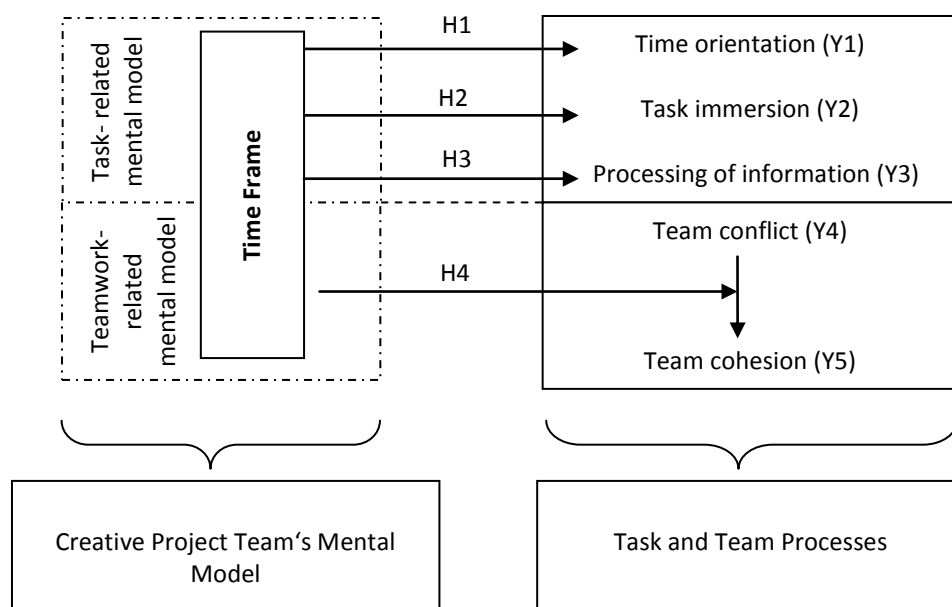 H1
Time orientation (Y1)
H2
Task immersion (Y2)
H3
Processing of information (Y3)
Task- related
mental model
Time Frame
Teamwork-
related
mental model
Team conflict (Y4)
H4
Team cohesion (Y5)
Creative Project Team‘s Mental
Model
Task and Team Processes